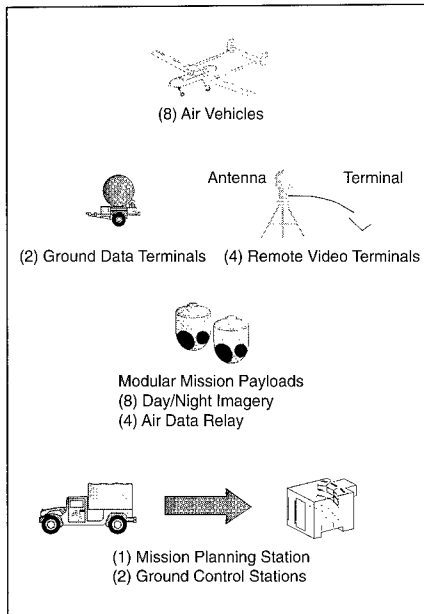 (8) Air Vehicles
Antenna Terminal
(2) Ground Data Terminals (4) Remote Video Terminals
Modular Mission Payloads
(8) Day/Night Imagery
(4) Air Data Relay
(1) Mission Planning Station
(2) Ground Control Stations